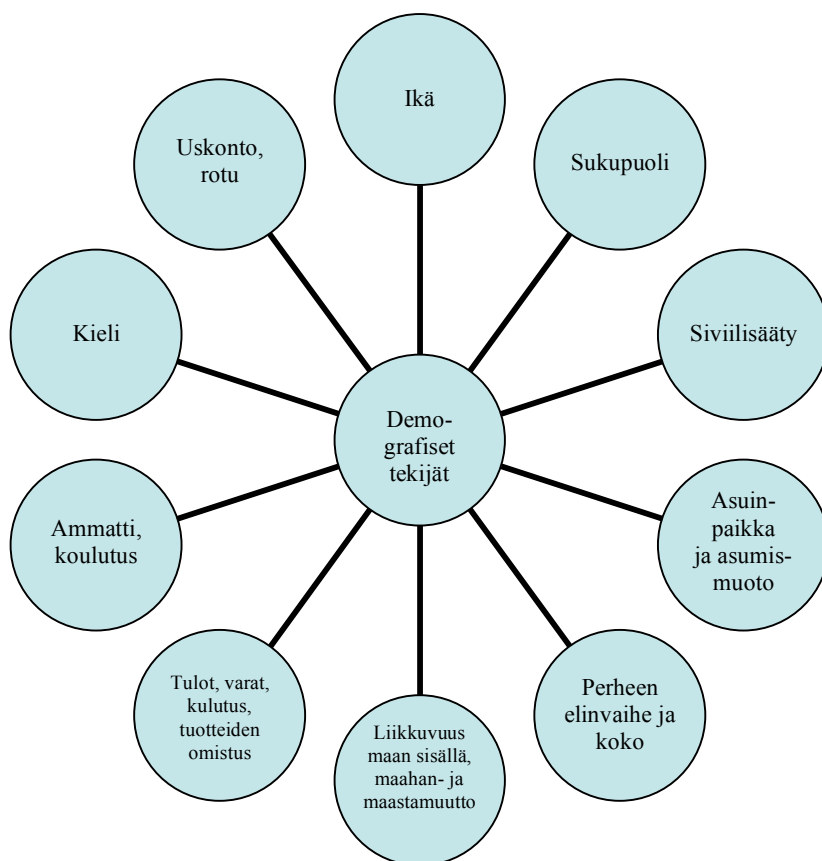 Ikä
Sukupuoli
Siviilisääty
Asuin-
paikka
ja asumis-
muoto
Perheen
elinvaihe ja
koko
Liikkuvuus
maan sisällä,
maahan- ja
maastamuutto
Tulot, varat,
kulutus,
tuotteiden
omistus
Ammatti,
koulutus
Kieli
Uskonto,
rotu
Demo-
grafiset
tekijät